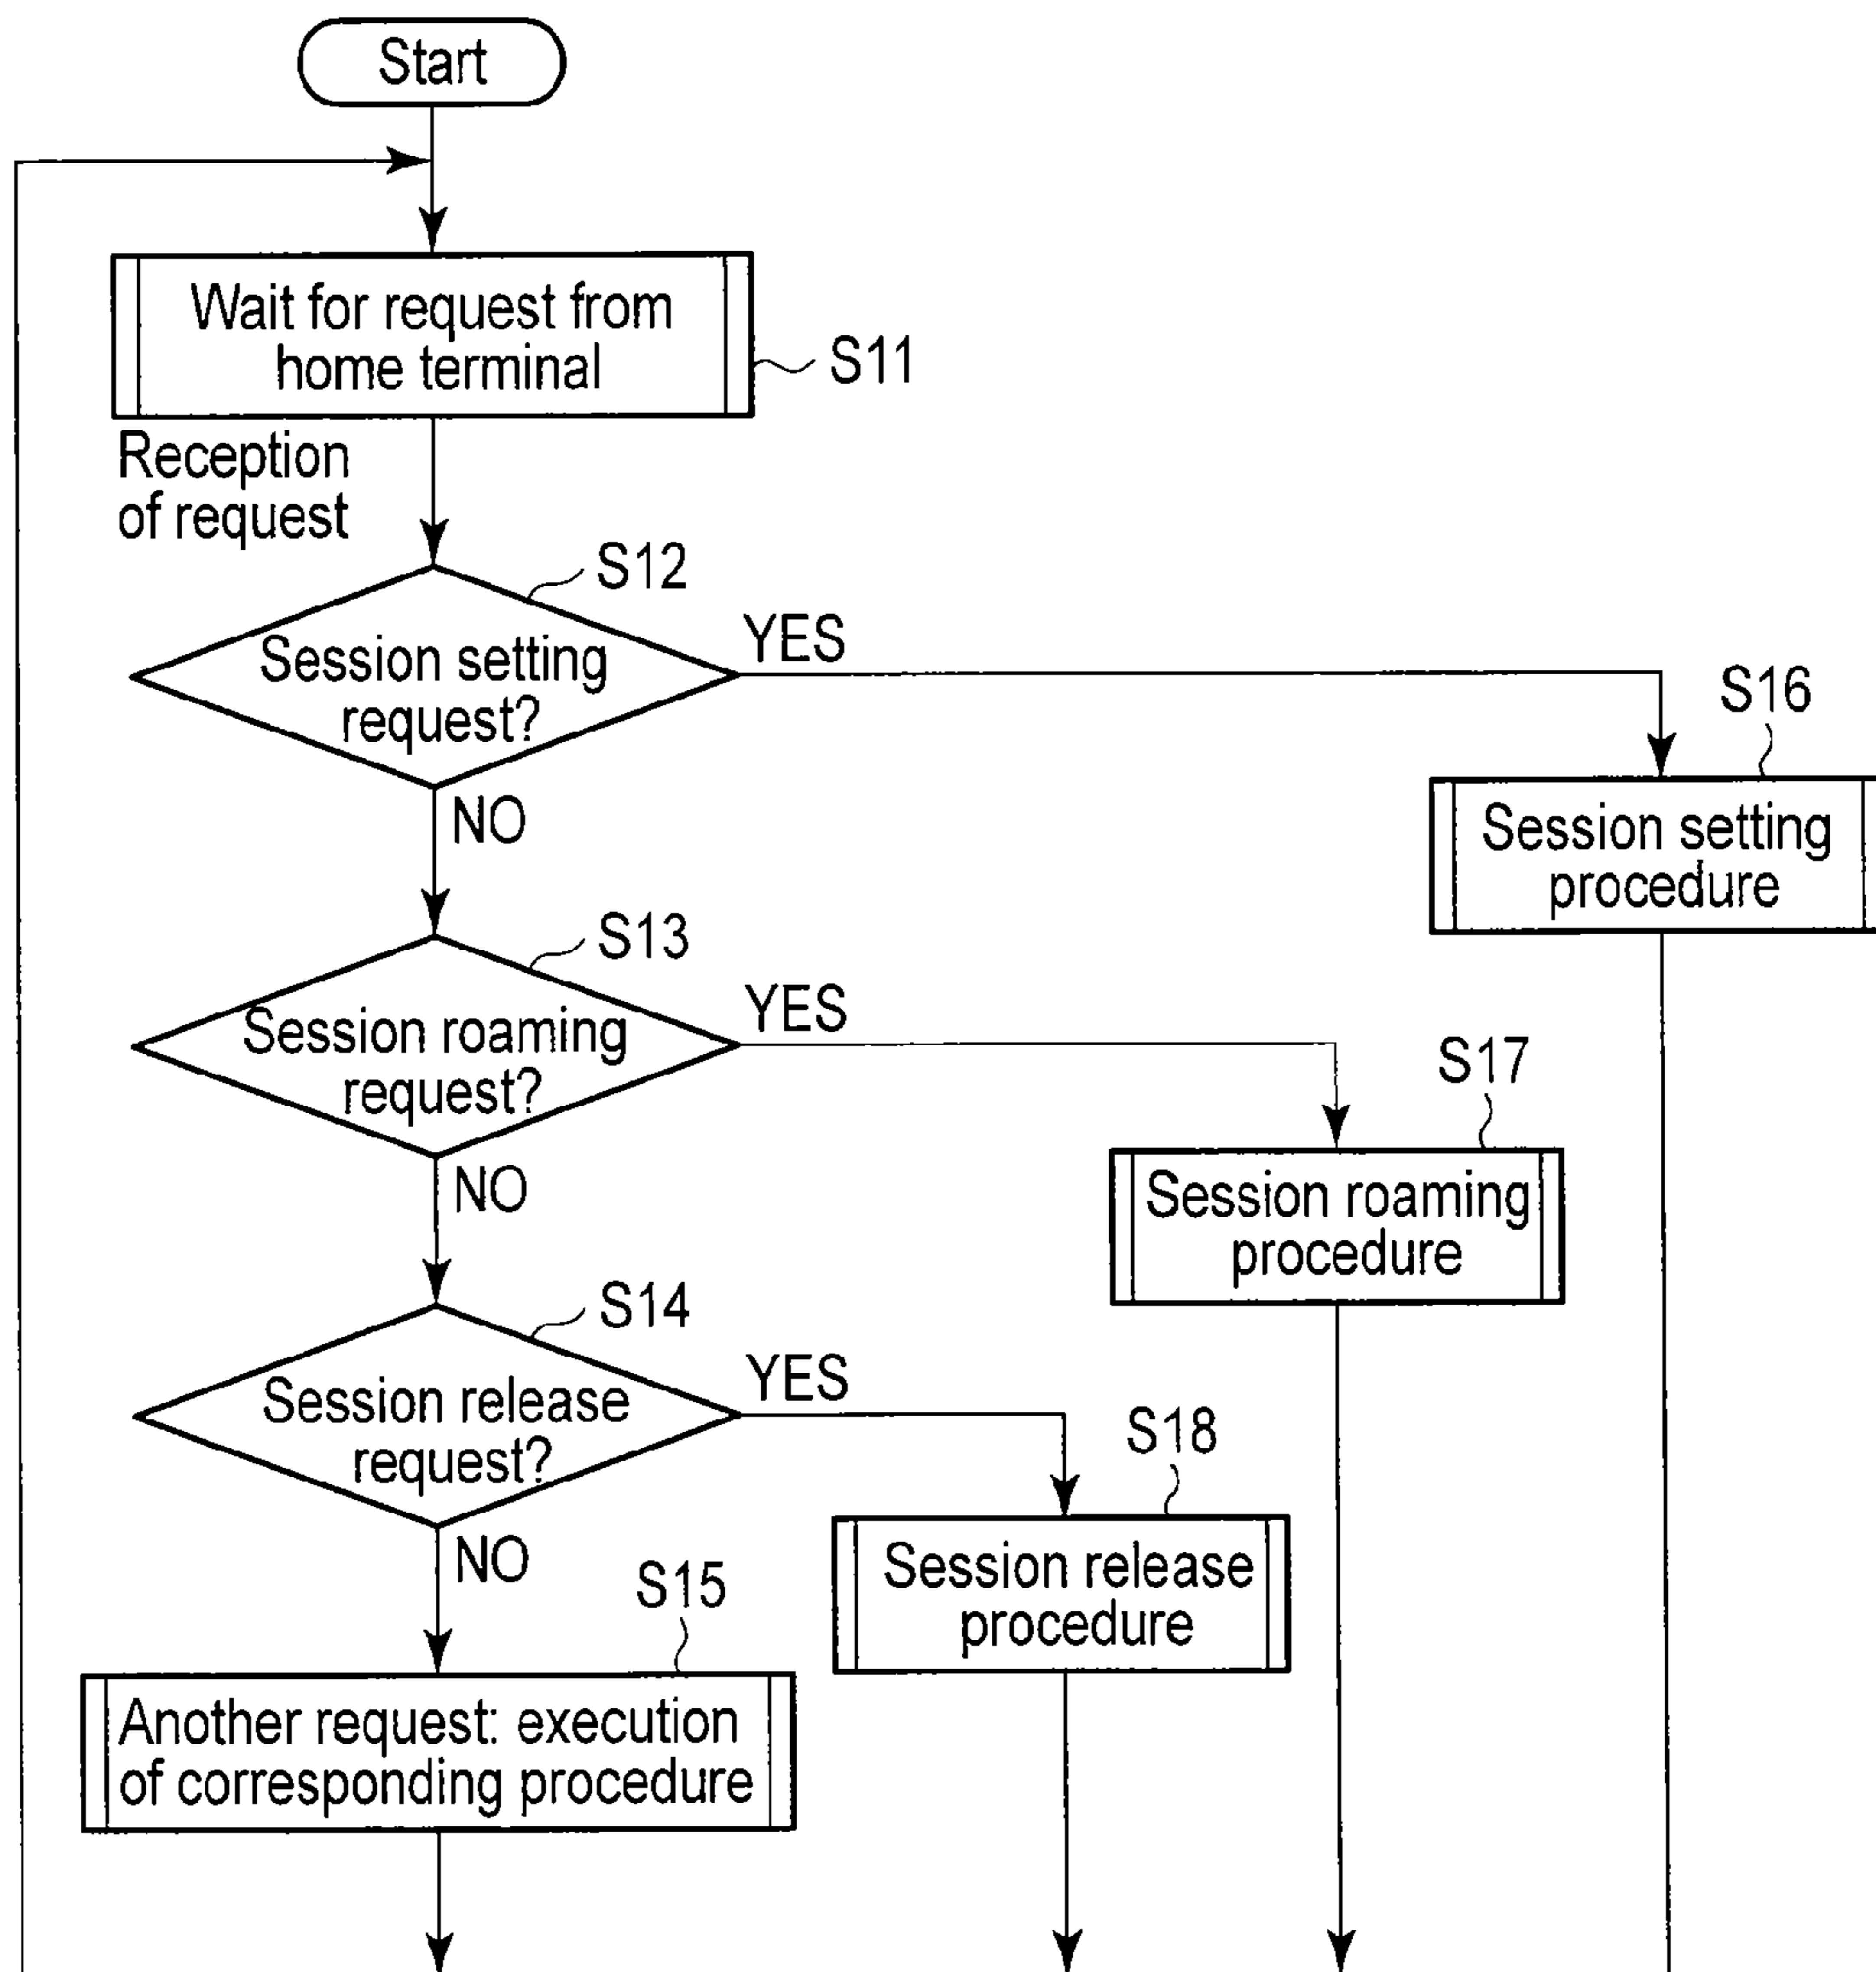 Start
Wait for request from
home terminal
S11
Reception
of request
S12
Session setting
request?
YES
NO
S16
Session setting
procedure
S13
Session roaming
request?
YES
NO
S17
Session roaming
procedure
S14
Session release
request?
YES
NO
S18
Session release
procedure
S15
Another request: execution
of corresponding procedure